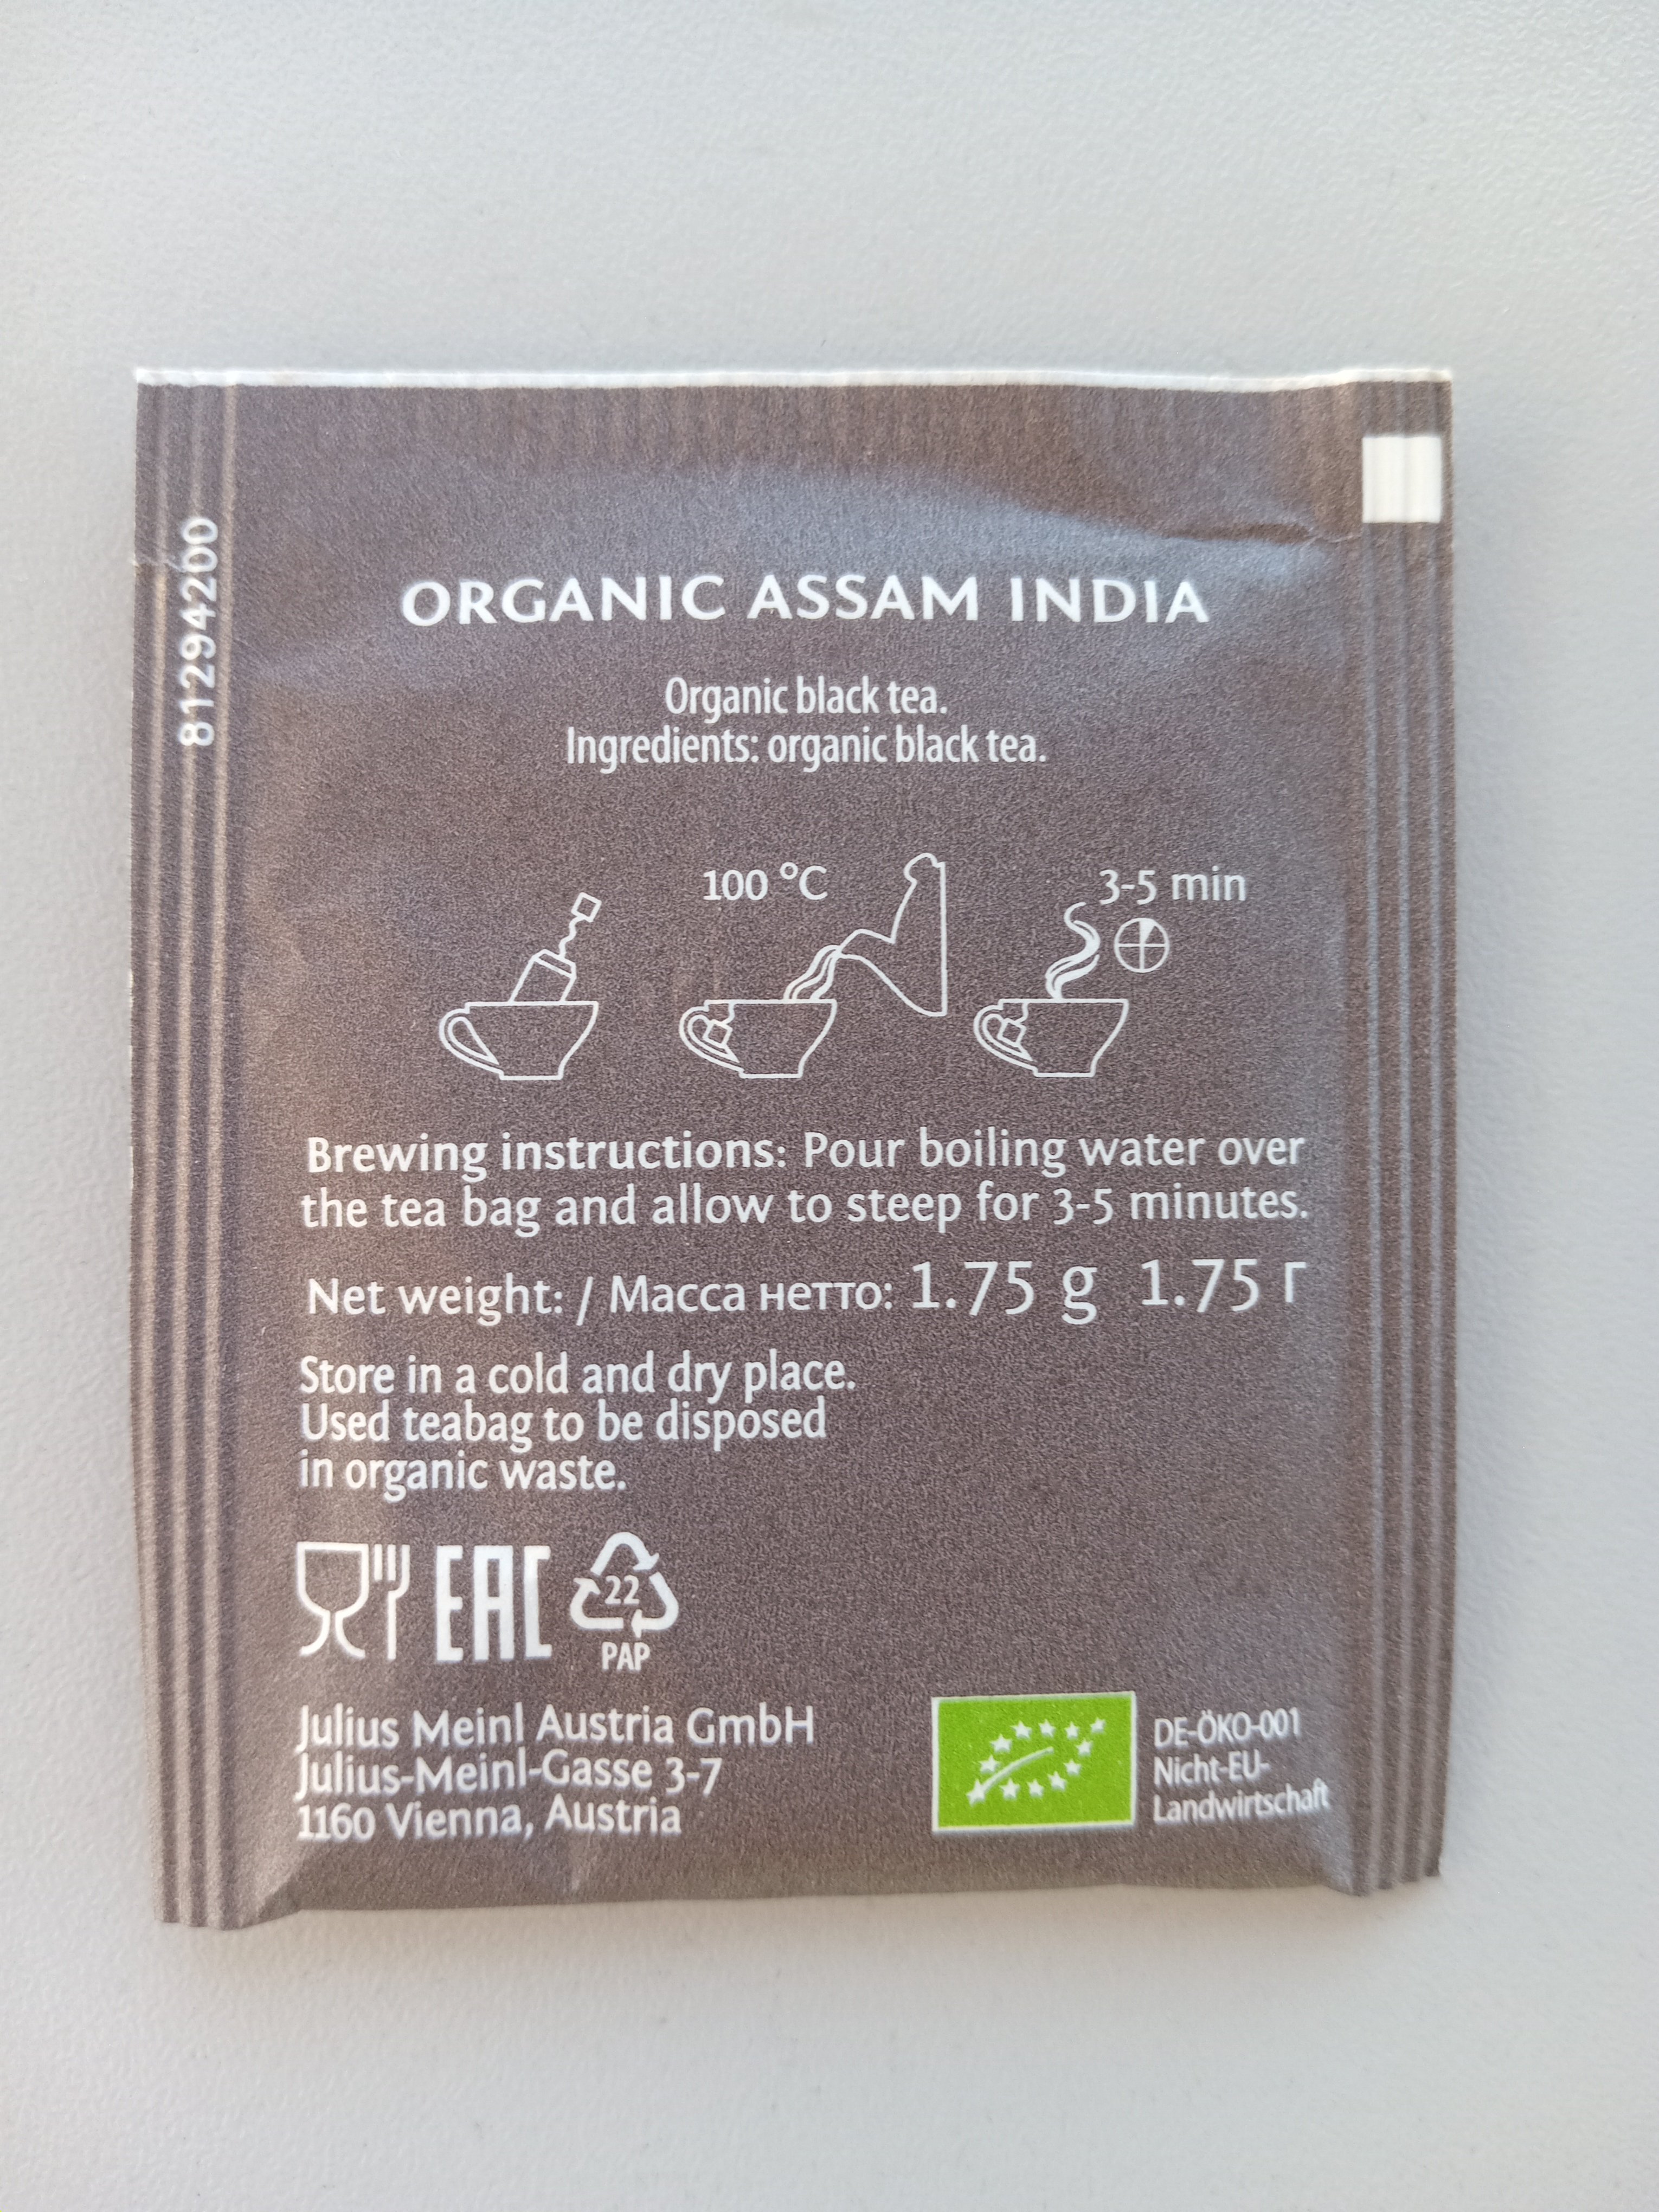 81294200
ORGANIC ASSAM INDIA
Organic black tea.
Ingredients: organic black tea.
100 °C
3-5 min
Brewing instructions: Pour boiling water over
the tea bag and allow to steep for 3-5 minutes.
Net weight: / Масса нетто: 1.75 g 1.75 г
Store in a cold and dry place.
Used teabag to be disposed
in organic waste.
EAC
22
PAP
Julius Meinl Austria GmbH
Julius-Meinl-Gasse 3-7
1160 Vienna, Austria
DE-ÖKO-001
Nicht-EU-
Landwirtschaft